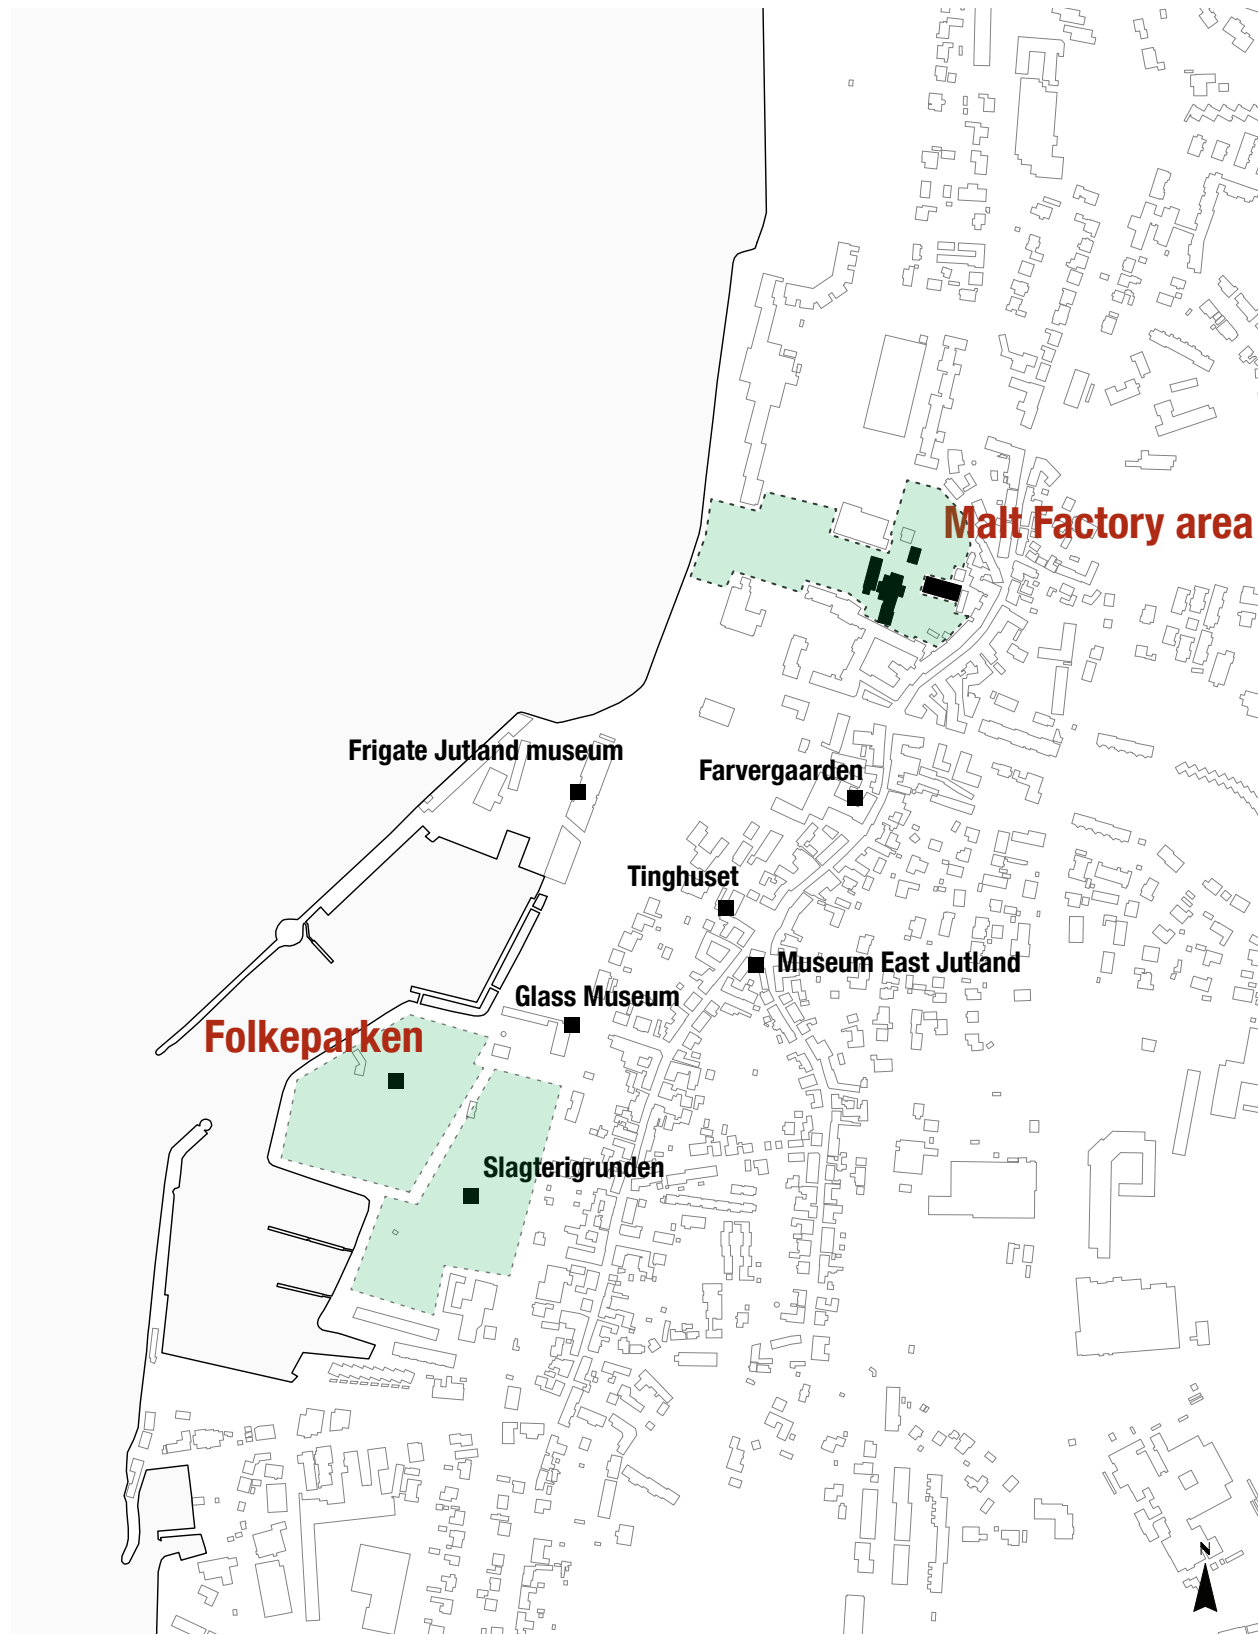 Malt Factory area
Frigate Jutland museum
Farvergaarden
Tinghuset
Museum East Jutland
Glass Museum
Folkeparken
Slagterigrunden
N